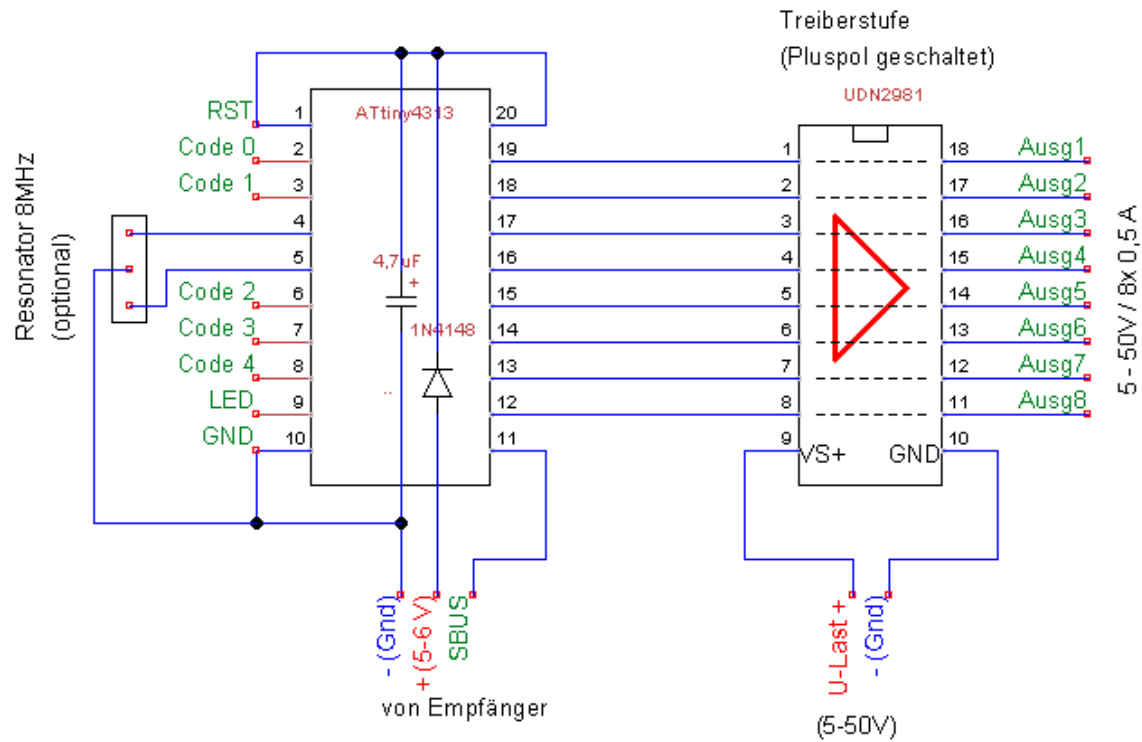 Treiberstufe
(Pluspol geschaltet)
UDN2981
ATtiny4313
RST
Code 0
Code 1
Code 2
Code 3
Code 4
LED
GND
1
2
3
4
5
6
7
8
9
10
20
19
18
17
16
15
14
13
12
11
4,7uF
+
1N4148
..
Resonator 8MHz
(optional)
1
2
3
4
5
6
7
8
9
18
17
16
15
14
13
12
11
10
VS+
GND
Ausg1
Ausg2
Ausg3
Ausg4
Ausg5
Ausg6
Ausg7
Ausg8
5- 50V / 8x 0,5A
- (Gnd)
+ (5-6 V)
SBUS
von Empfänger
U-Last +
- (Gnd)
(5-50V)